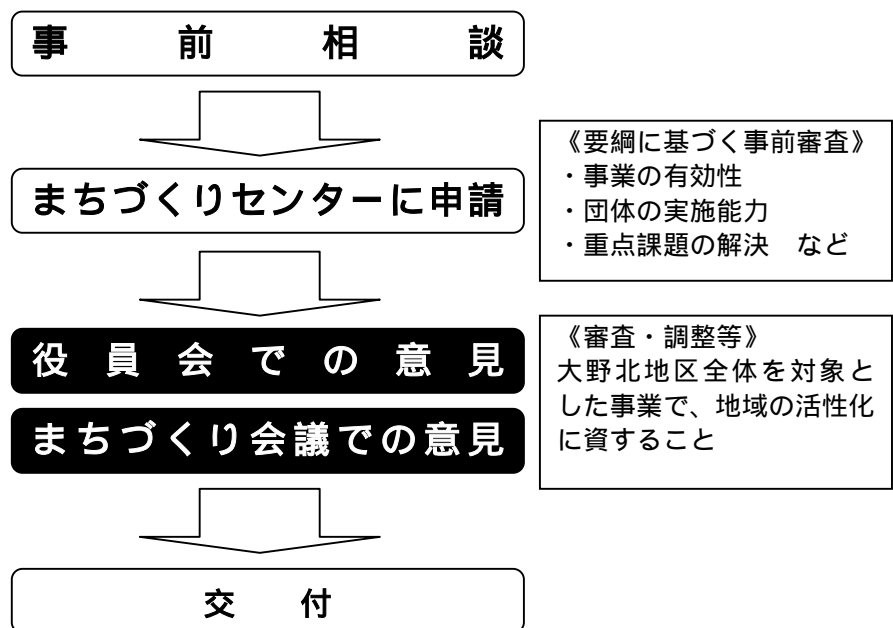 事前相談
まちづくりセンターに申請
《要綱に基づく事前審査》
・事業の有効性
・団体の実施能力
・重点課題の解決　など
役員会での意見
まちづくり会議での意見
《審査・調整等》
大野北地区全体を対象と
した事業で、地域の活性化
に資すること
交付